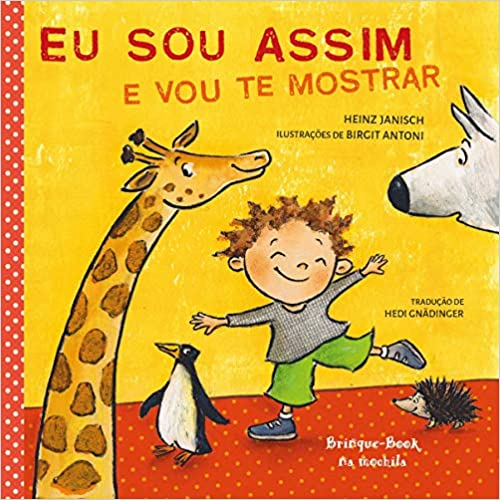 EU SOU ASSIM
E VOU TE MOSTRAR
HEINZ JANISCH
ILUSTRAÇÕES DE BIRGIT ANTONI
TRADUÇÃO DE
HEDI GNÄDINGER
Brinque-Book
na mochila